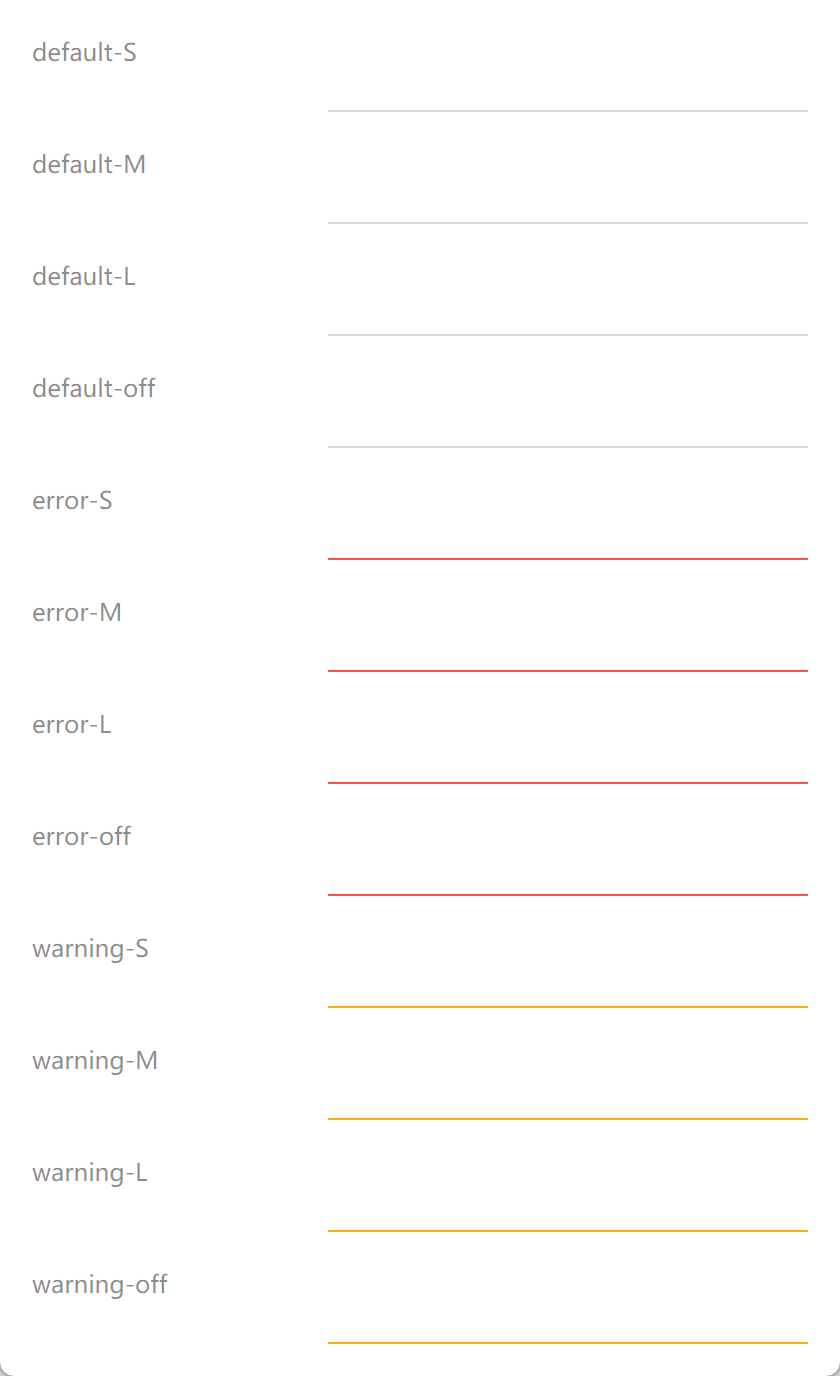 default-S
default-M
default-L
default-off
error-S
error-M
error-L
error-off
warning-S
warning-M
warning-L
warning-off